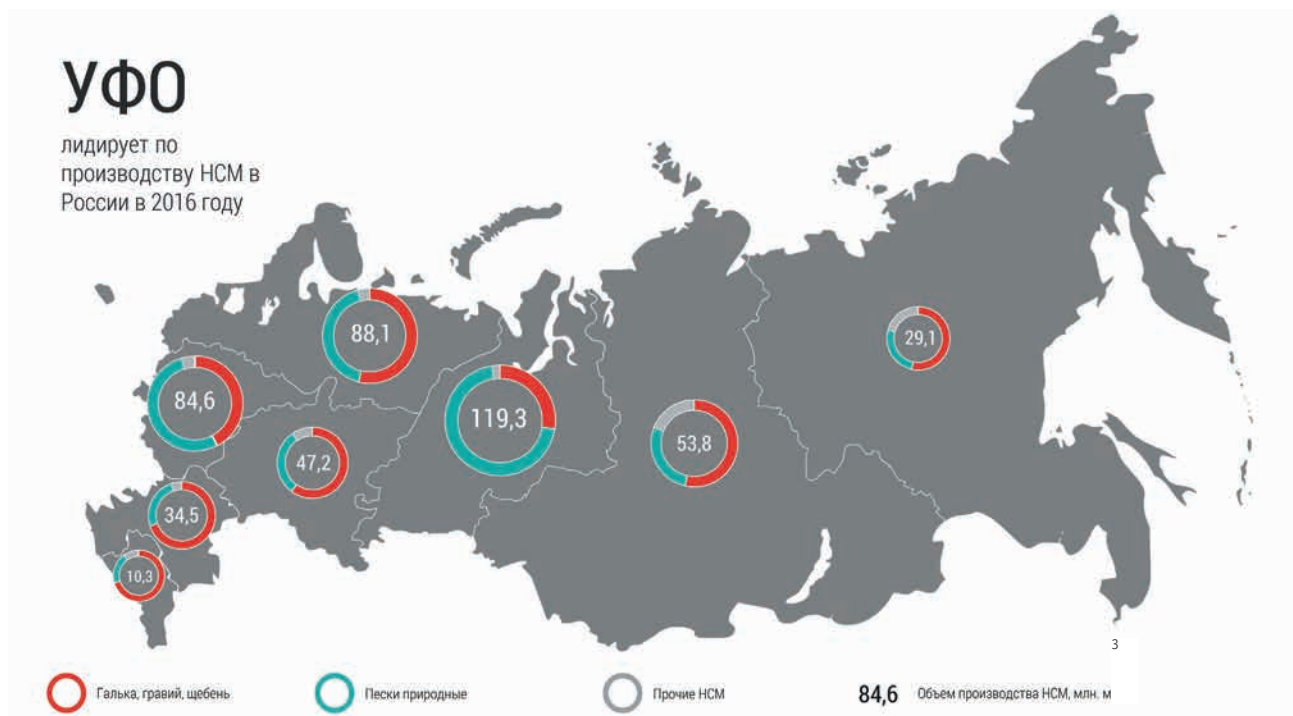 УФО
лидирует по
производству НСМ в
России в 2016 году
88,1
29,1
84,6
119,3
53,8
47,2
34,5
10,3
3
Галька, гравий, щебень
Пески природные
Прочие НСМ
84,6 Объем производства НСМ, млн. м